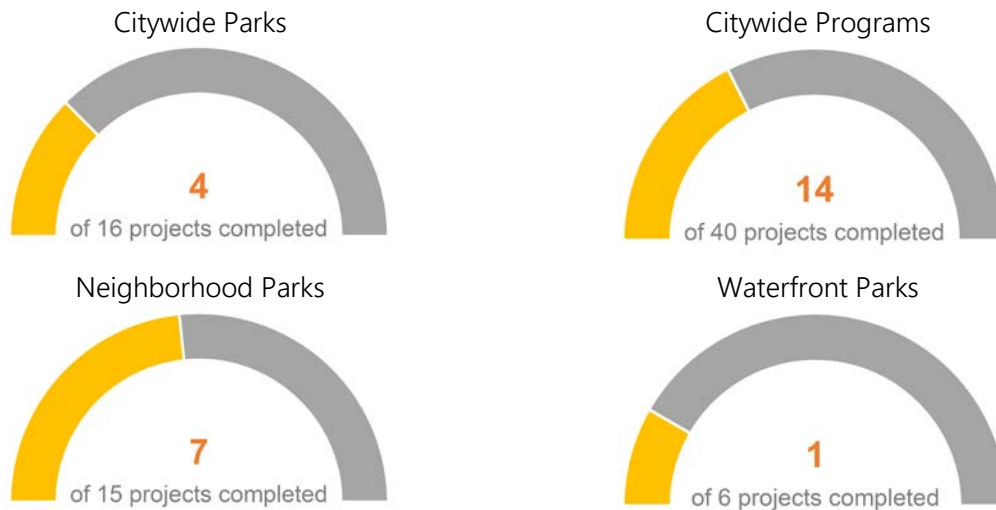 Citywide Parks
4
of 16 projects completed
Citywide Programs
14
of 40 projects completed
Neighborhood Parks
7
of 15 projects completed
Waterfront Parks
1
of 6 projects completed